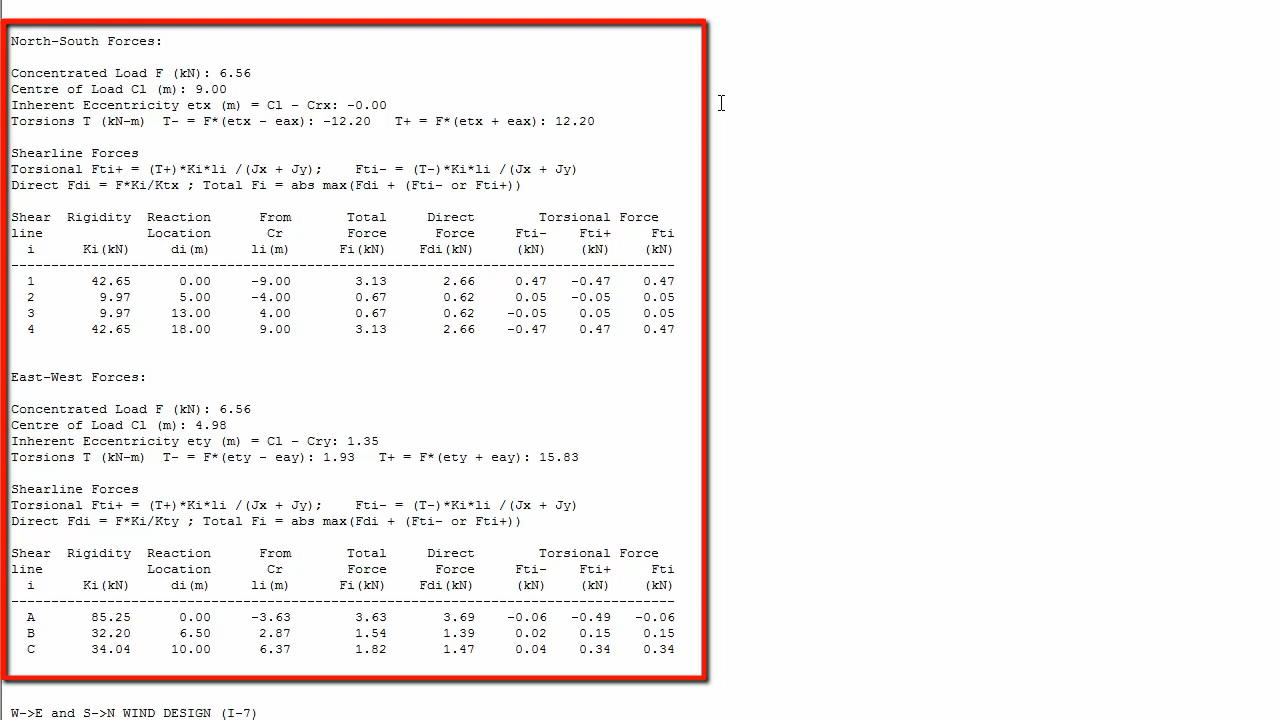 North-South Forces:
Concentrated Load F (kN): 6.56
Centre of Load Cl (m): 9.00
Inherent Eccentricity etx (m) = Cl - Crx: -0.00
Torsions T (kN-m)  T- = F*(etx - eax): -12.20   T+ = F*(etx + eax): 12.20
Shearline Forces
Torsional Fti+ = (T+)*Ki*li /(Jx + Jy);    Fti- = (T-)*Ki*li /(Jx + Jy)
Direct Fdi = F*Ki/Ktx ; Total Fi = abs max(Fdi + (Fti- or Fti+))
Shear  Rigidity  Reaction      From       Total     Direct        Torsional Force
line             Location       Cr        Force      Force     Fti-    Fti+     Fti
i      Ki(kN)     di(m)     li(m)      Fi(kN)    Fdi(kN)     (kN)    (kN)    (kN)
-----------------------------------------------------------------------------------
1       42.65      0.00     -9.00        3.13       2.66     0.47   -0.47    0.47
2        9.97      5.00     -4.00        0.67       0.62     0.05   -0.05    0.05
3        9.97     13.00      4.00        0.67       0.62    -0.05    0.05    0.05
4       42.65     18.00      9.00        3.13       2.66    -0.47    0.47    0.47
East-West Forces:
Concentrated Load F (kN): 6.56
Centre of Load Cl (m): 4.98
Inherent Eccentricity ety (m) = Cl - Cry: 1.35
Torsions T (kN-m)  T- = F*(ety - eay): 1.93   T+ = F*(ety + eay): 15.83
Shearline Forces
Torsional Fti+ = (T+)*Ki*li /(Jx + Jy);    Fti- = (T-)*Ki*li /(Jx + Jy)
Direct Fdi = F*Ki/Kty ; Total Fi = abs max(Fdi + (Fti- or Fti+))
Shear  Rigidity  Reaction      From       Total     Direct        Torsional Force
line             Location       Cr        Force      Force     Fti-    Fti+     Fti
i      Ki(kN)     di(m)     li(m)      Fi(kN)    Fdi(kN)     (kN)    (kN)    (kN)
-----------------------------------------------------------------------------------
A       85.25      0.00     -3.63        3.63       3.69    -0.06   -0.49   -0.06
B       32.20      6.50      2.87        1.54       1.39     0.02    0.15    0.15
C       34.04     10.00      6.37        1.82       1.47     0.04    0.34    0.34
W->E and S->N WIND DESIGN (I-7)